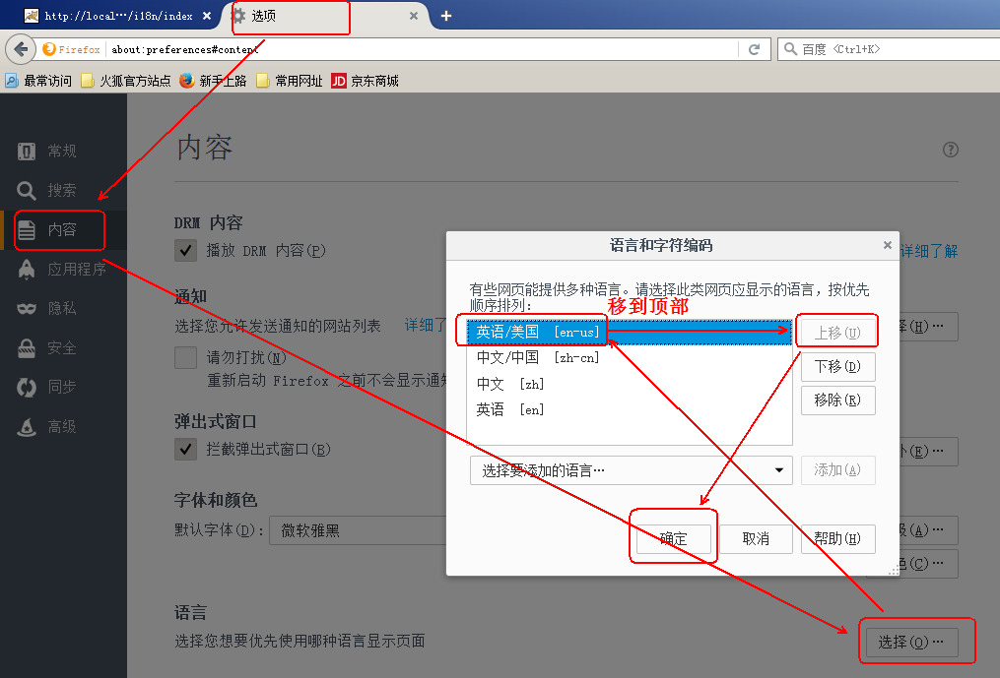 http://local…/i18n/index
选项
Firefox
about:preferences#content
百度 <Ctrl+K>
最常访问
火狐官方站点
新手上路
常用网址
JD 京东商城
常规
搜索
内容
应用程序
隐私
安全
同步
高级
内容
DRM 内容
播放 DRM 内容(P)
详细了解
通知
选择您允许发送通知的网站列表
详细了
择(H)…
请勿打扰(N)
重新启动 Firefox 之前不会显示通知
弹出式窗口
拦截弹出式窗口(B)
(E)…
字体和颜色
默认字体(D):
微软雅黑
(A)…
色(C)…
语言
选择您想要优先使用哪种语言显示页面
选择(O)…
语言和字符编码
有些网页能提供多种语言。请选择此类网页应显示的语言，按优先
顺序排列:
移到顶部
英语/美国 [en-us]
中文/中国 [zh-cn]
中文 [zh]
英语 [en]
上移(U)
下移(D)
移除(R)
选择要添加的语言…
添加(A)
确定
取消
帮助(H)